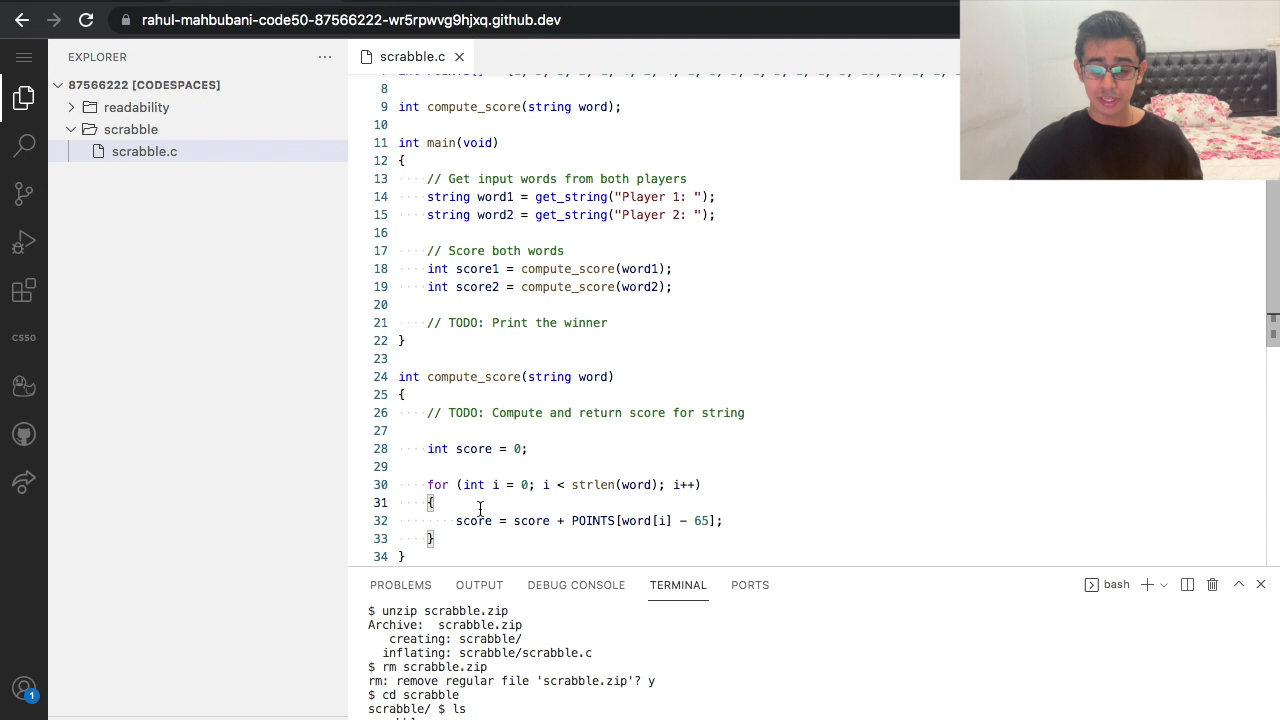 rahul-mahbubani-code50-87566222-wr5rpwvg9hjxq.github.dev
EXPLORER
87566222 [CODESPACES]
readability
scrabble
scrabble.c
CS50
1
scrabble.c
8
9 int compute_score(string word);
10
11 int main(void)
12 {
13 // Get input words from both players
14 string word1 = get_string("Player 1: ");
15 string word2 = get_string("Player 2: ");
16
17 // Score both words
18 int score1 = compute_score(word1);
19 int score2 = compute_score(word2);
20
21 // TODO: Print the winner
22 }
23
24 int compute_score(string word)
25 {
26 // TODO: Compute and return score for string
27
28 int score = 0;
29
30 for (int i = 0; i < strlen(word); i++)
31 {
32 score = score + POINTS[word[i] - 65];
33 }
34 }
PROBLEMS OUTPUT DEBUG CONSOLE TERMINAL PORTS bash
$ unzip scrabble.zip
Archive: scrabble.zip
creating: scrabble/
inflating: scrabble/scrabble.c
$ rm scrabble.zip
rm: remove regular file 'scrabble.zip'? y
$ cd scrabble
scrabble/ $ ls